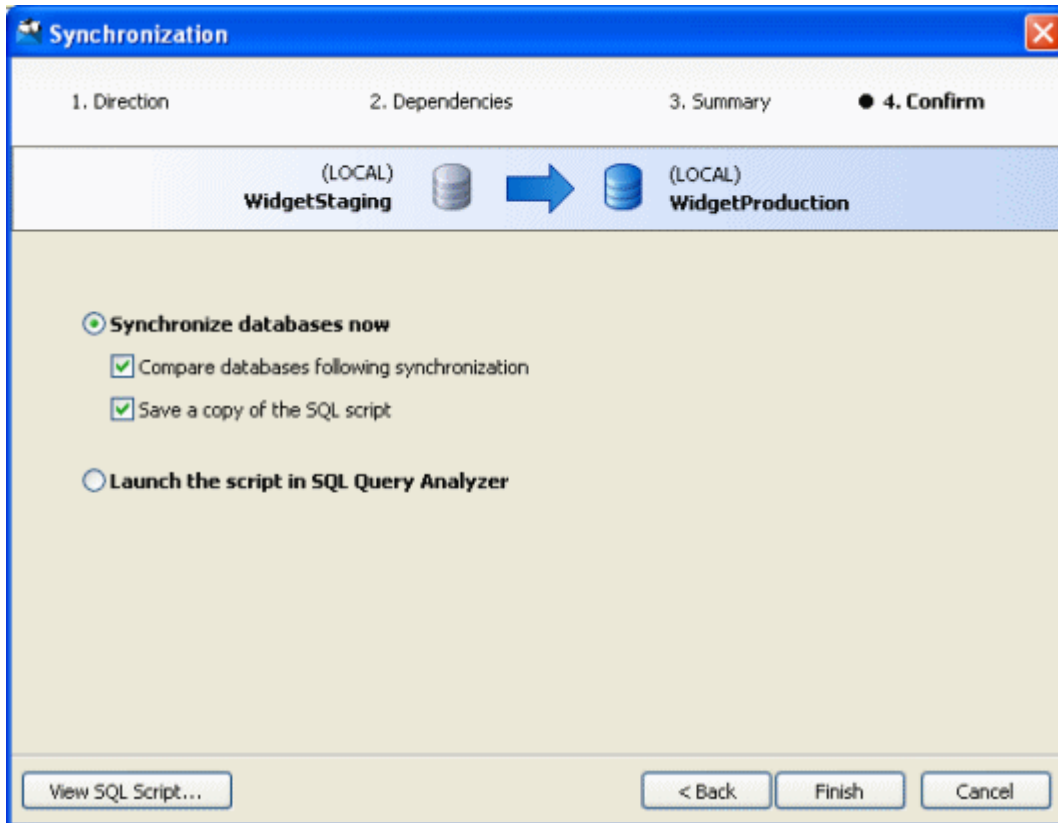 Synchronization
1. Direction 2. Dependencies 3. Summary 4. Confirm
(LOCAL) (LOCAL)
WidgetStaging WidgetProduction
Synchronize databases now
Compare databases following synchronization
Save a copy of the SQL script
Launch the script in SQL Query Analyzer
View SQL Script... < Back Finish Cancel